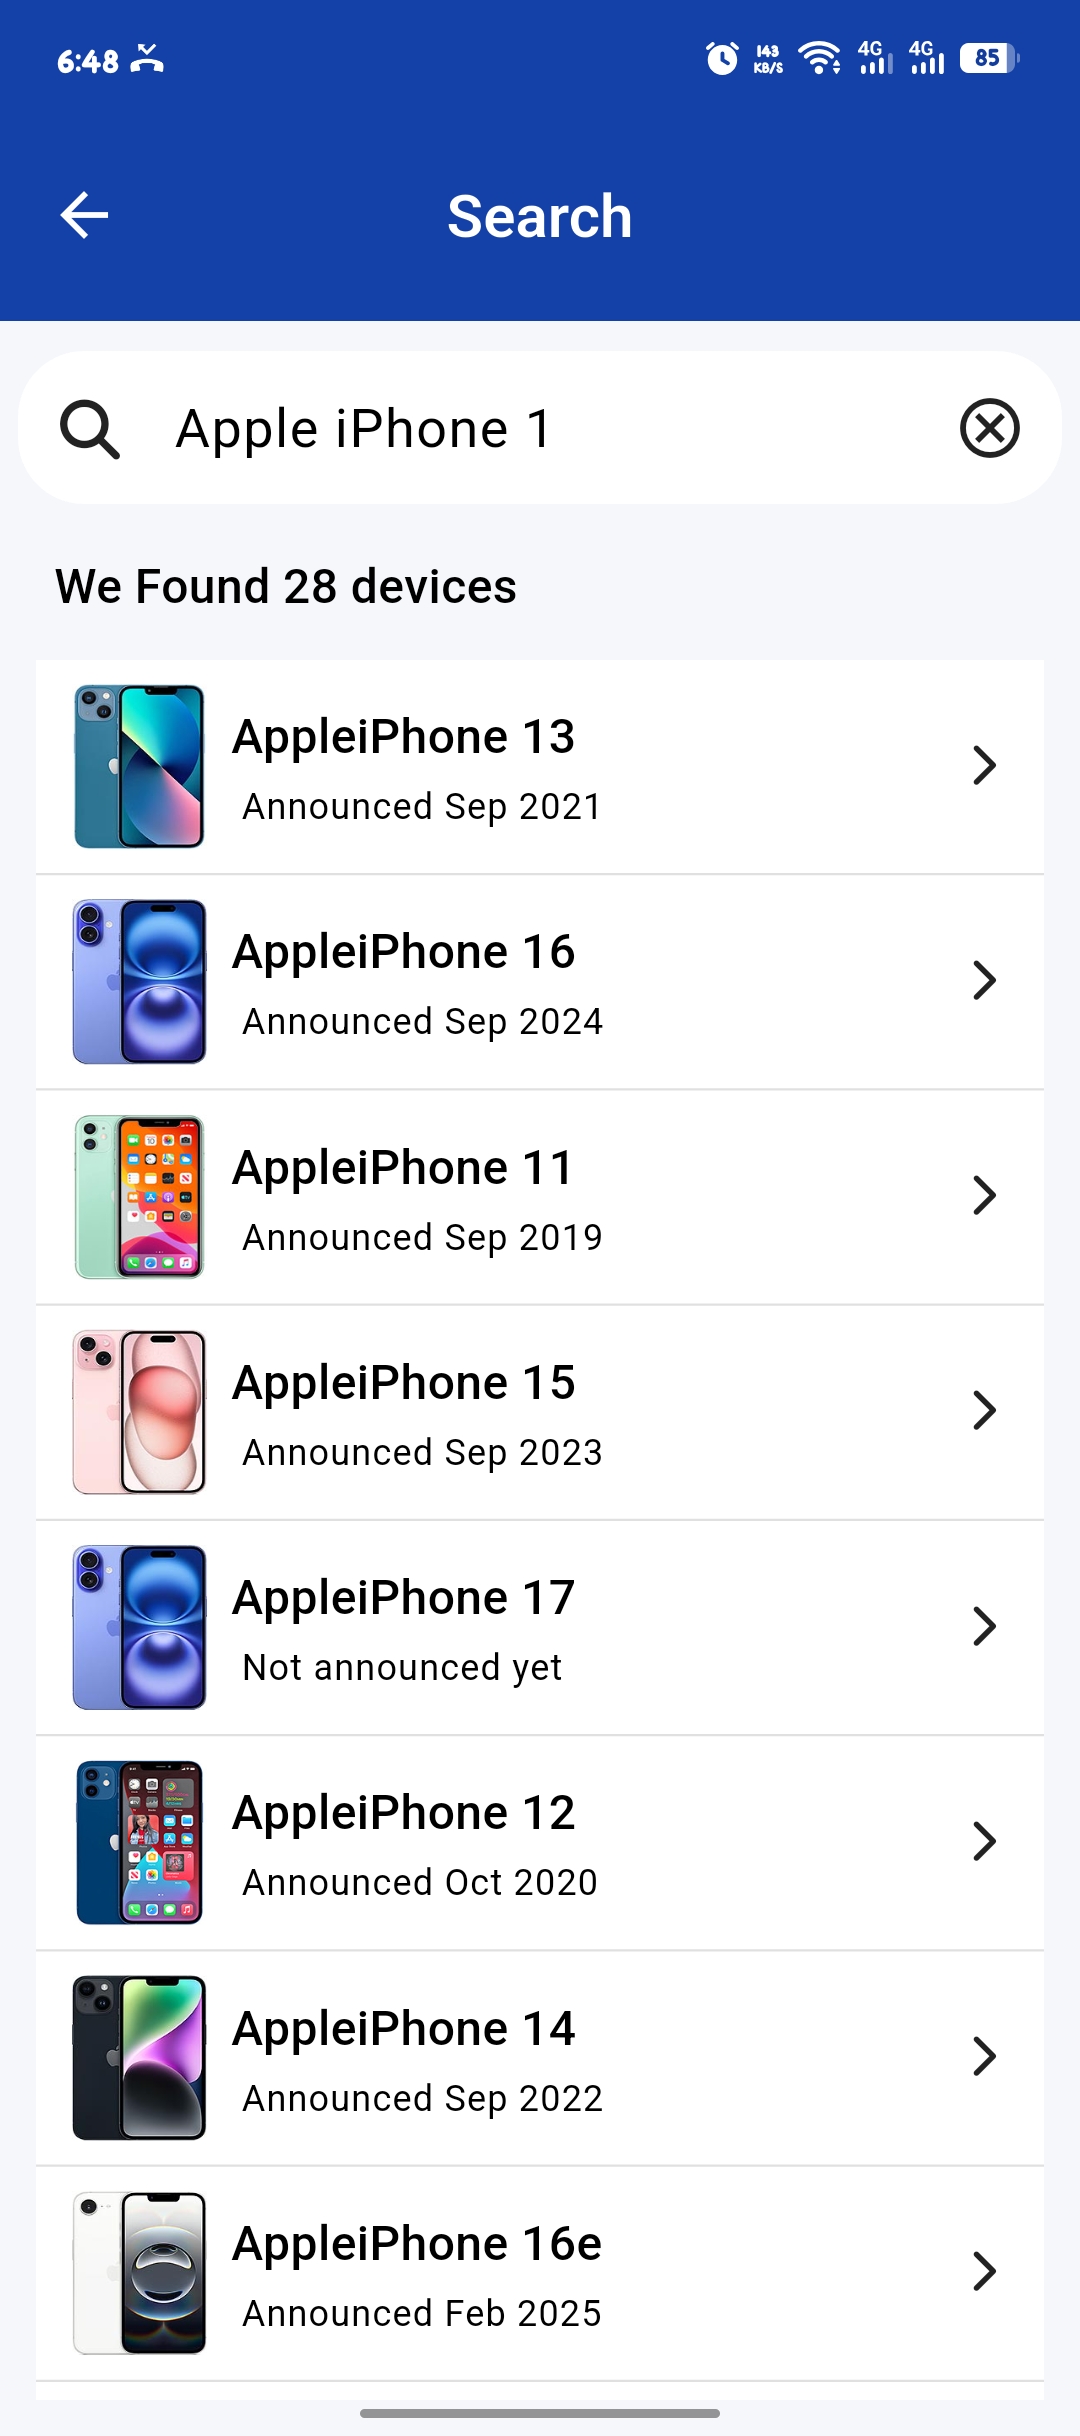 6:48
143
KB/S
4G
4G
85
Search
Apple iPhone 1
We Found 28 devices
AppleiPhone 13
Announced Sep 2021
AppleiPhone 16
Announced Sep 2024
AppleiPhone 11
Announced Sep 2019
AppleiPhone 15
Announced Sep 2023
AppleiPhone 17
Not announced yet
AppleiPhone 12
Announced Oct 2020
AppleiPhone 14
Announced Sep 2022
AppleiPhone 16e
Announced Feb 2025